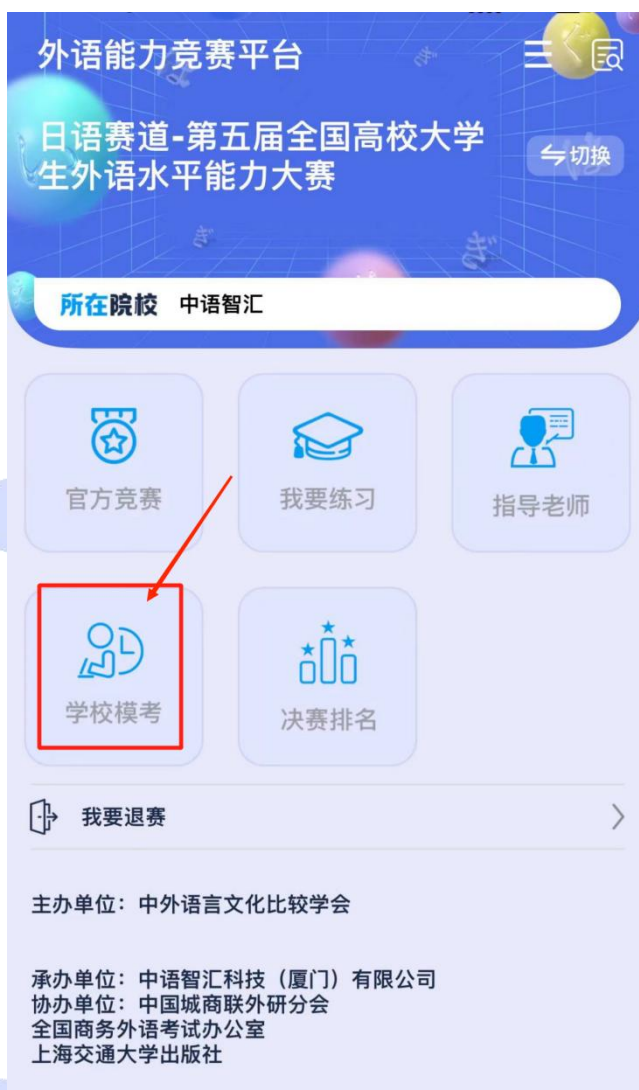 外语能力竞赛平台
日语赛道-第五届全国高校大学
生外语水平能力大赛
切换
所在院校 中语智汇
官方竞赛
我要练习
指导老师
学校模考
决赛排名
我要退赛
主办单位：中外语言文化比较学会
承办单位：中语智汇科技（厦门）有限公司
协办单位：中国城商联外研分会
全国商务外语考试办公室
上海交通大学出版社